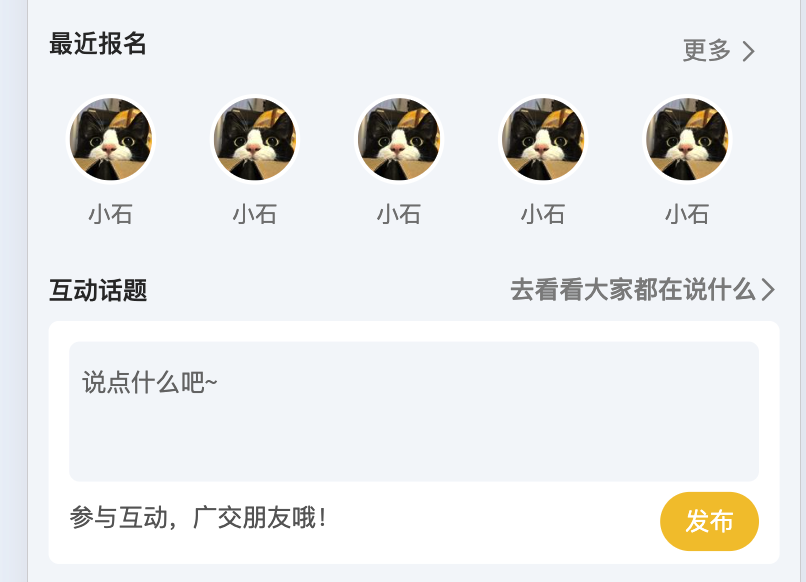 最近报名
更多
小石 小石 小石 小石 小石
互动话题
去看看大家都在说什么
说点什么吧~
参与互动，广交朋友哦！
发布